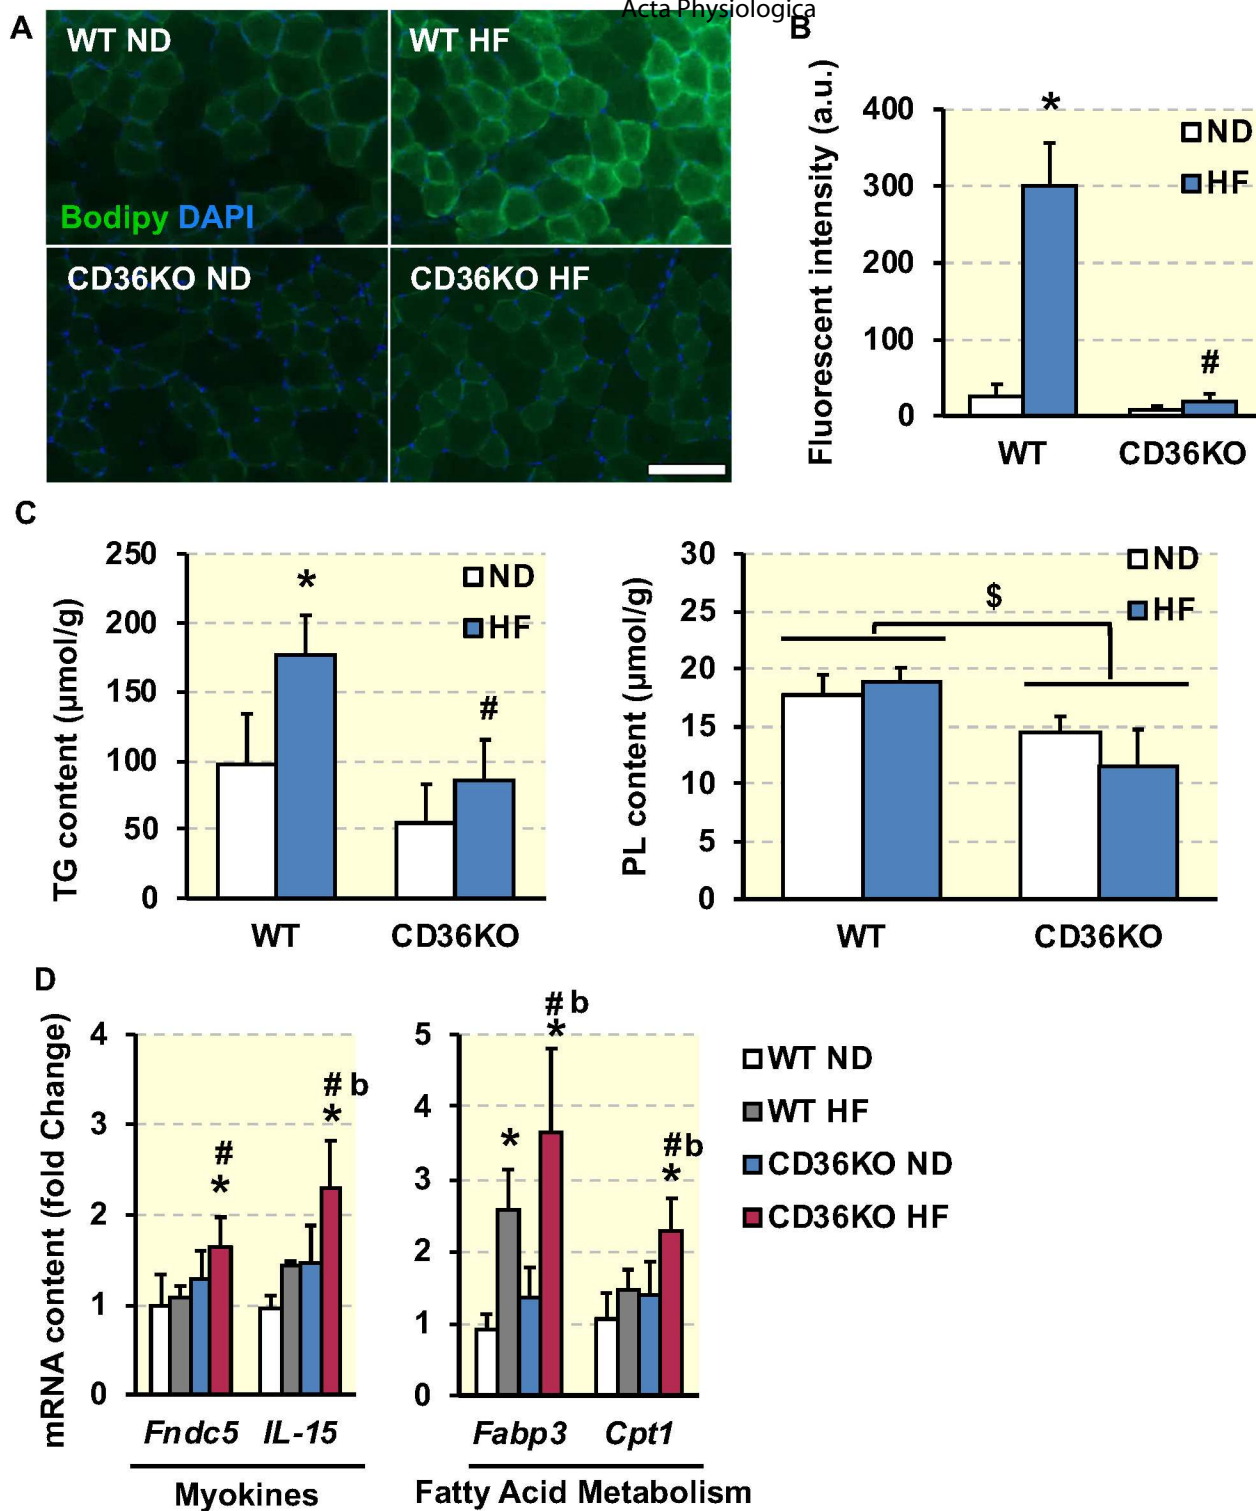 Acta Physiologica
A
WT ND
WT HF
Bodipy DAPI
CD36KO ND
CD36KO HF
B
Fluorescent intensity (a.u.)
400
300
200
100
0
*
#
ND
HF
WT
CD36KO
C
TG content (µmol/g)
250
200
150
100
50
0
*
#
ND
HF
WT
CD36KO
PL content (µmol/g)
30
25
20
15
10
5
0
$
ND
HF
WT
CD36KO
D
mRNA content (fold Change)
4
3
2
1
0
#
*
# b
*
Fndc5
IL-15
Myokines
5
4
3
2
1
0
*
# b
*
#b
*
Fabp3
Cpt1
Fatty Acid Metabolism
WT ND
WT HF
CD36KO ND
CD36KO HF